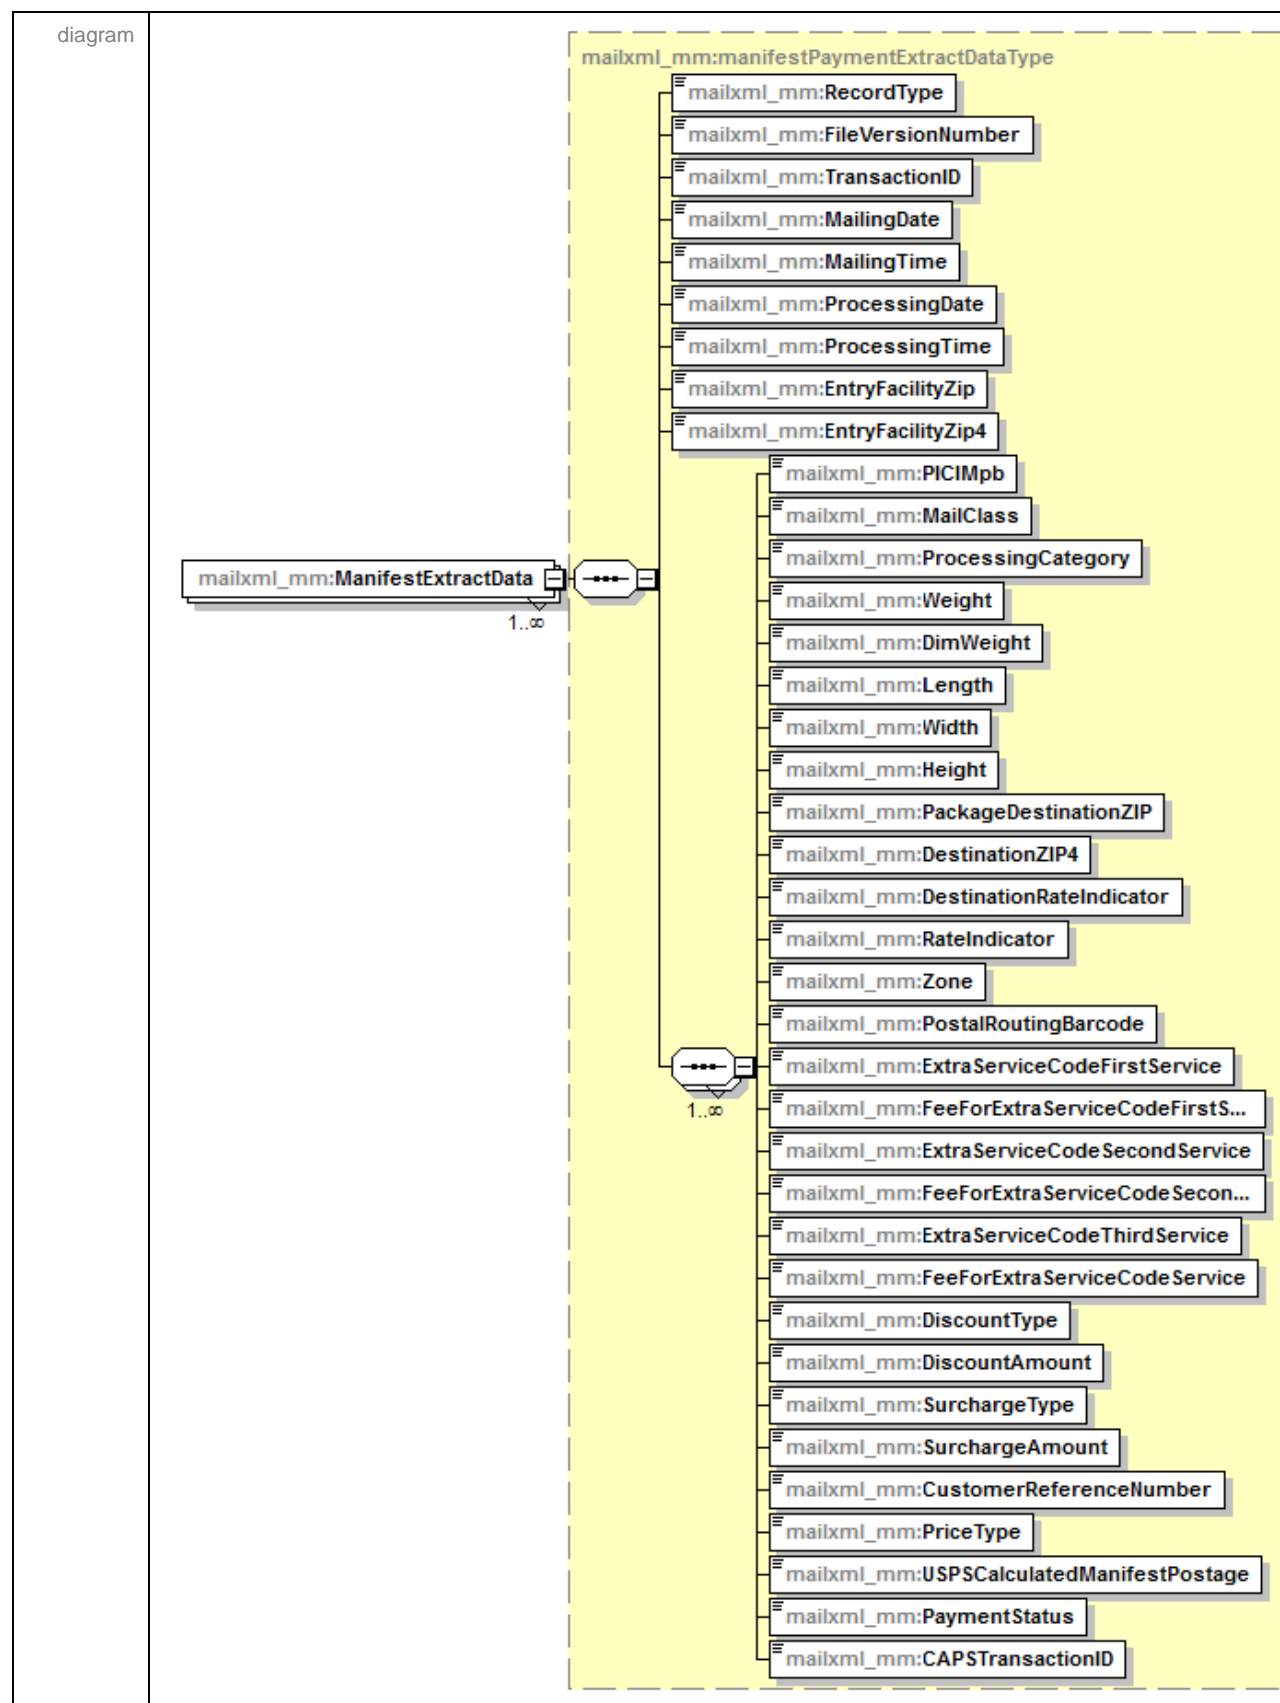 diagram
mailxml_mm:manifestPaymentExtractDataType
mailxml_mm:RecordType
mailxml_mm:FileVersionNumber
mailxml_mm:TransactionID
mailxml_mm:MailingDate
mailxml_mm:MailingTime
mailxml_mm:ProcessingDate
mailxml_mm:ProcessingTime
mailxml_mm:EntryFacilityZip
mailxml_mm:EntryFacilityZip4
mailxml_mm:PICIMpb
mailxml_mm:MailClass
mailxml_mm:ProcessingCategory
mailxml_mm:ManifestExtractData
1..∞
mailxml_mm:Weight
mailxml_mm:DimWeight
mailxml_mm:Length
mailxml_mm:Width
mailxml_mm:Height
mailxml_mm:PackageDestinationZIP
mailxml_mm:DestinationZIP4
mailxml_mm:DestinationRateIndicator
mailxml_mm:RateIndicator
mailxml_mm:Zone
mailxml_mm:PostalRoutingBarcode
mailxml_mm:ExtraServiceCodeFirstService
1..∞
mailxml_mm:FeeForExtraServiceCodeFirstS...
mailxml_mm:ExtraServiceCodeSecondService
mailxml_mm:FeeForExtraServiceCodeSecon...
mailxml_mm:ExtraServiceCodeThirdService
mailxml_mm:FeeForExtraServiceCodeService
mailxml_mm:DiscountType
mailxml_mm:DiscountAmount
mailxml_mm:SurchargeType
mailxml_mm:SurchargeAmount
mailxml_mm:CustomerReferenceNumber
mailxml_mm:PriceType
mailxml_mm:USPSCalculatedManifestPostage
mailxml_mm:PaymentStatus
mailxml_mm:CAPSTransactionID